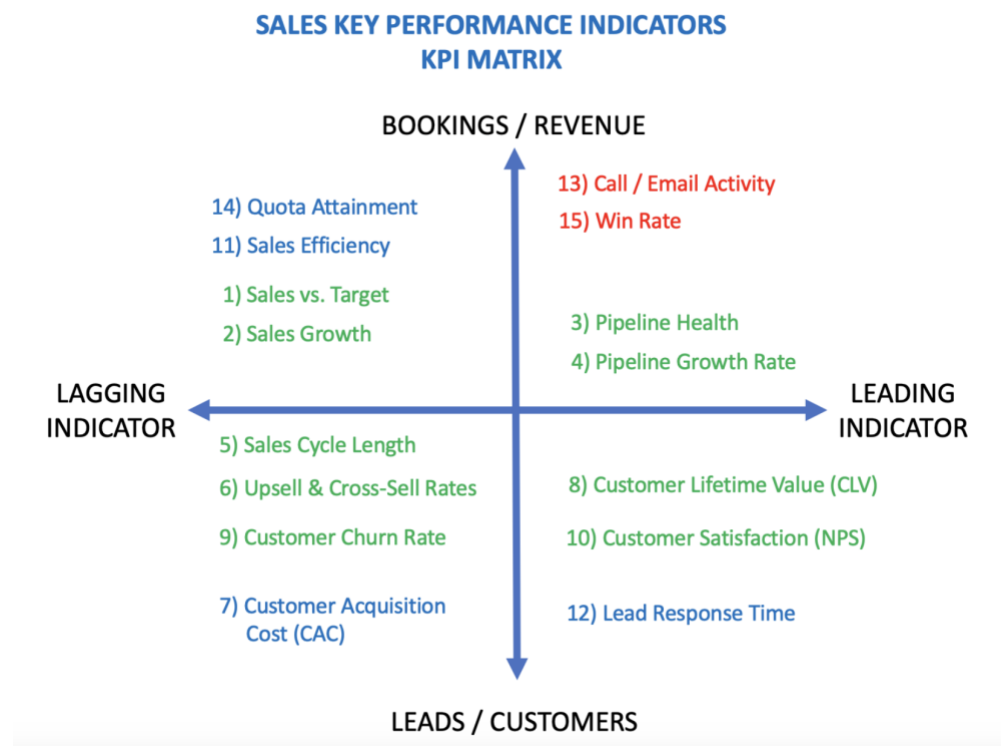 SALES KEY PERFORMANCE INDICATORS
KPI MATRIX
BOOKINGS / REVENUE
13) Call / Email Activity
14) Quota Attainment
15) Win Rate
11) Sales Efficiency
1) Sales vs. Target
3) Pipeline Health
2) Sales Growth
4) Pipeline Growth Rate
LAGGING
INDICATOR
LEADING
INDICATOR
5) Sales Cycle Length
6) Upsell & Cross-Sell Rates
8) Customer Lifetime Value (CLV)
9) Customer Churn Rate
10) Customer Satisfaction (NPS)
7) Customer Acquisition
Cost (CAC)
12) Lead Response Time
LEADS / CUSTOMERS